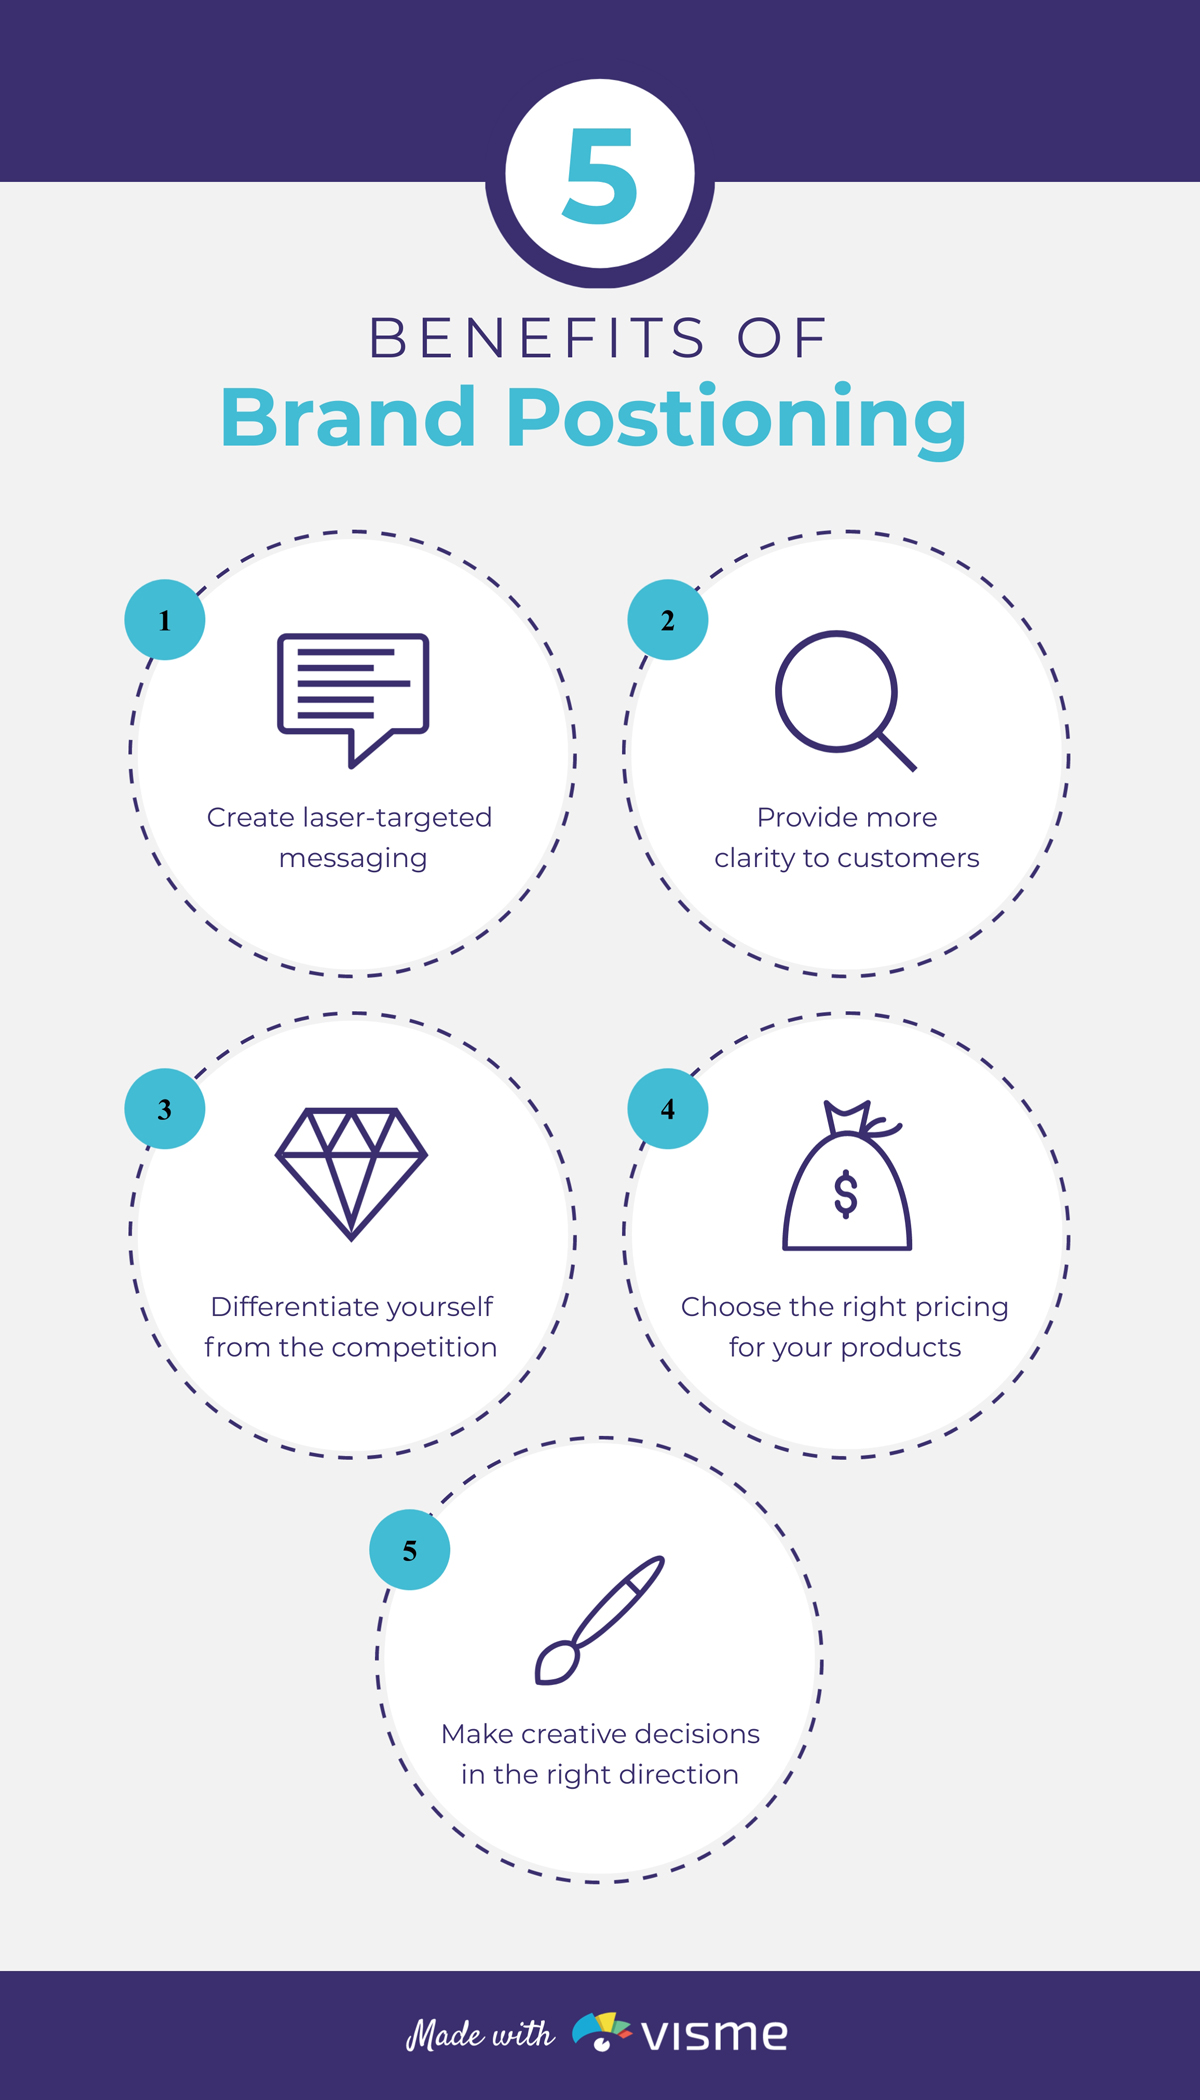 5
BENEFITS OF
Brand Postioning
1
Create laser-targeted
messaging
2
Provide more
clarity to customers
3
Differentiate yourself
from the competition
4
$
Choose the right pricing
for your products
5
Make creative decisions
in the right direction
Made with visme